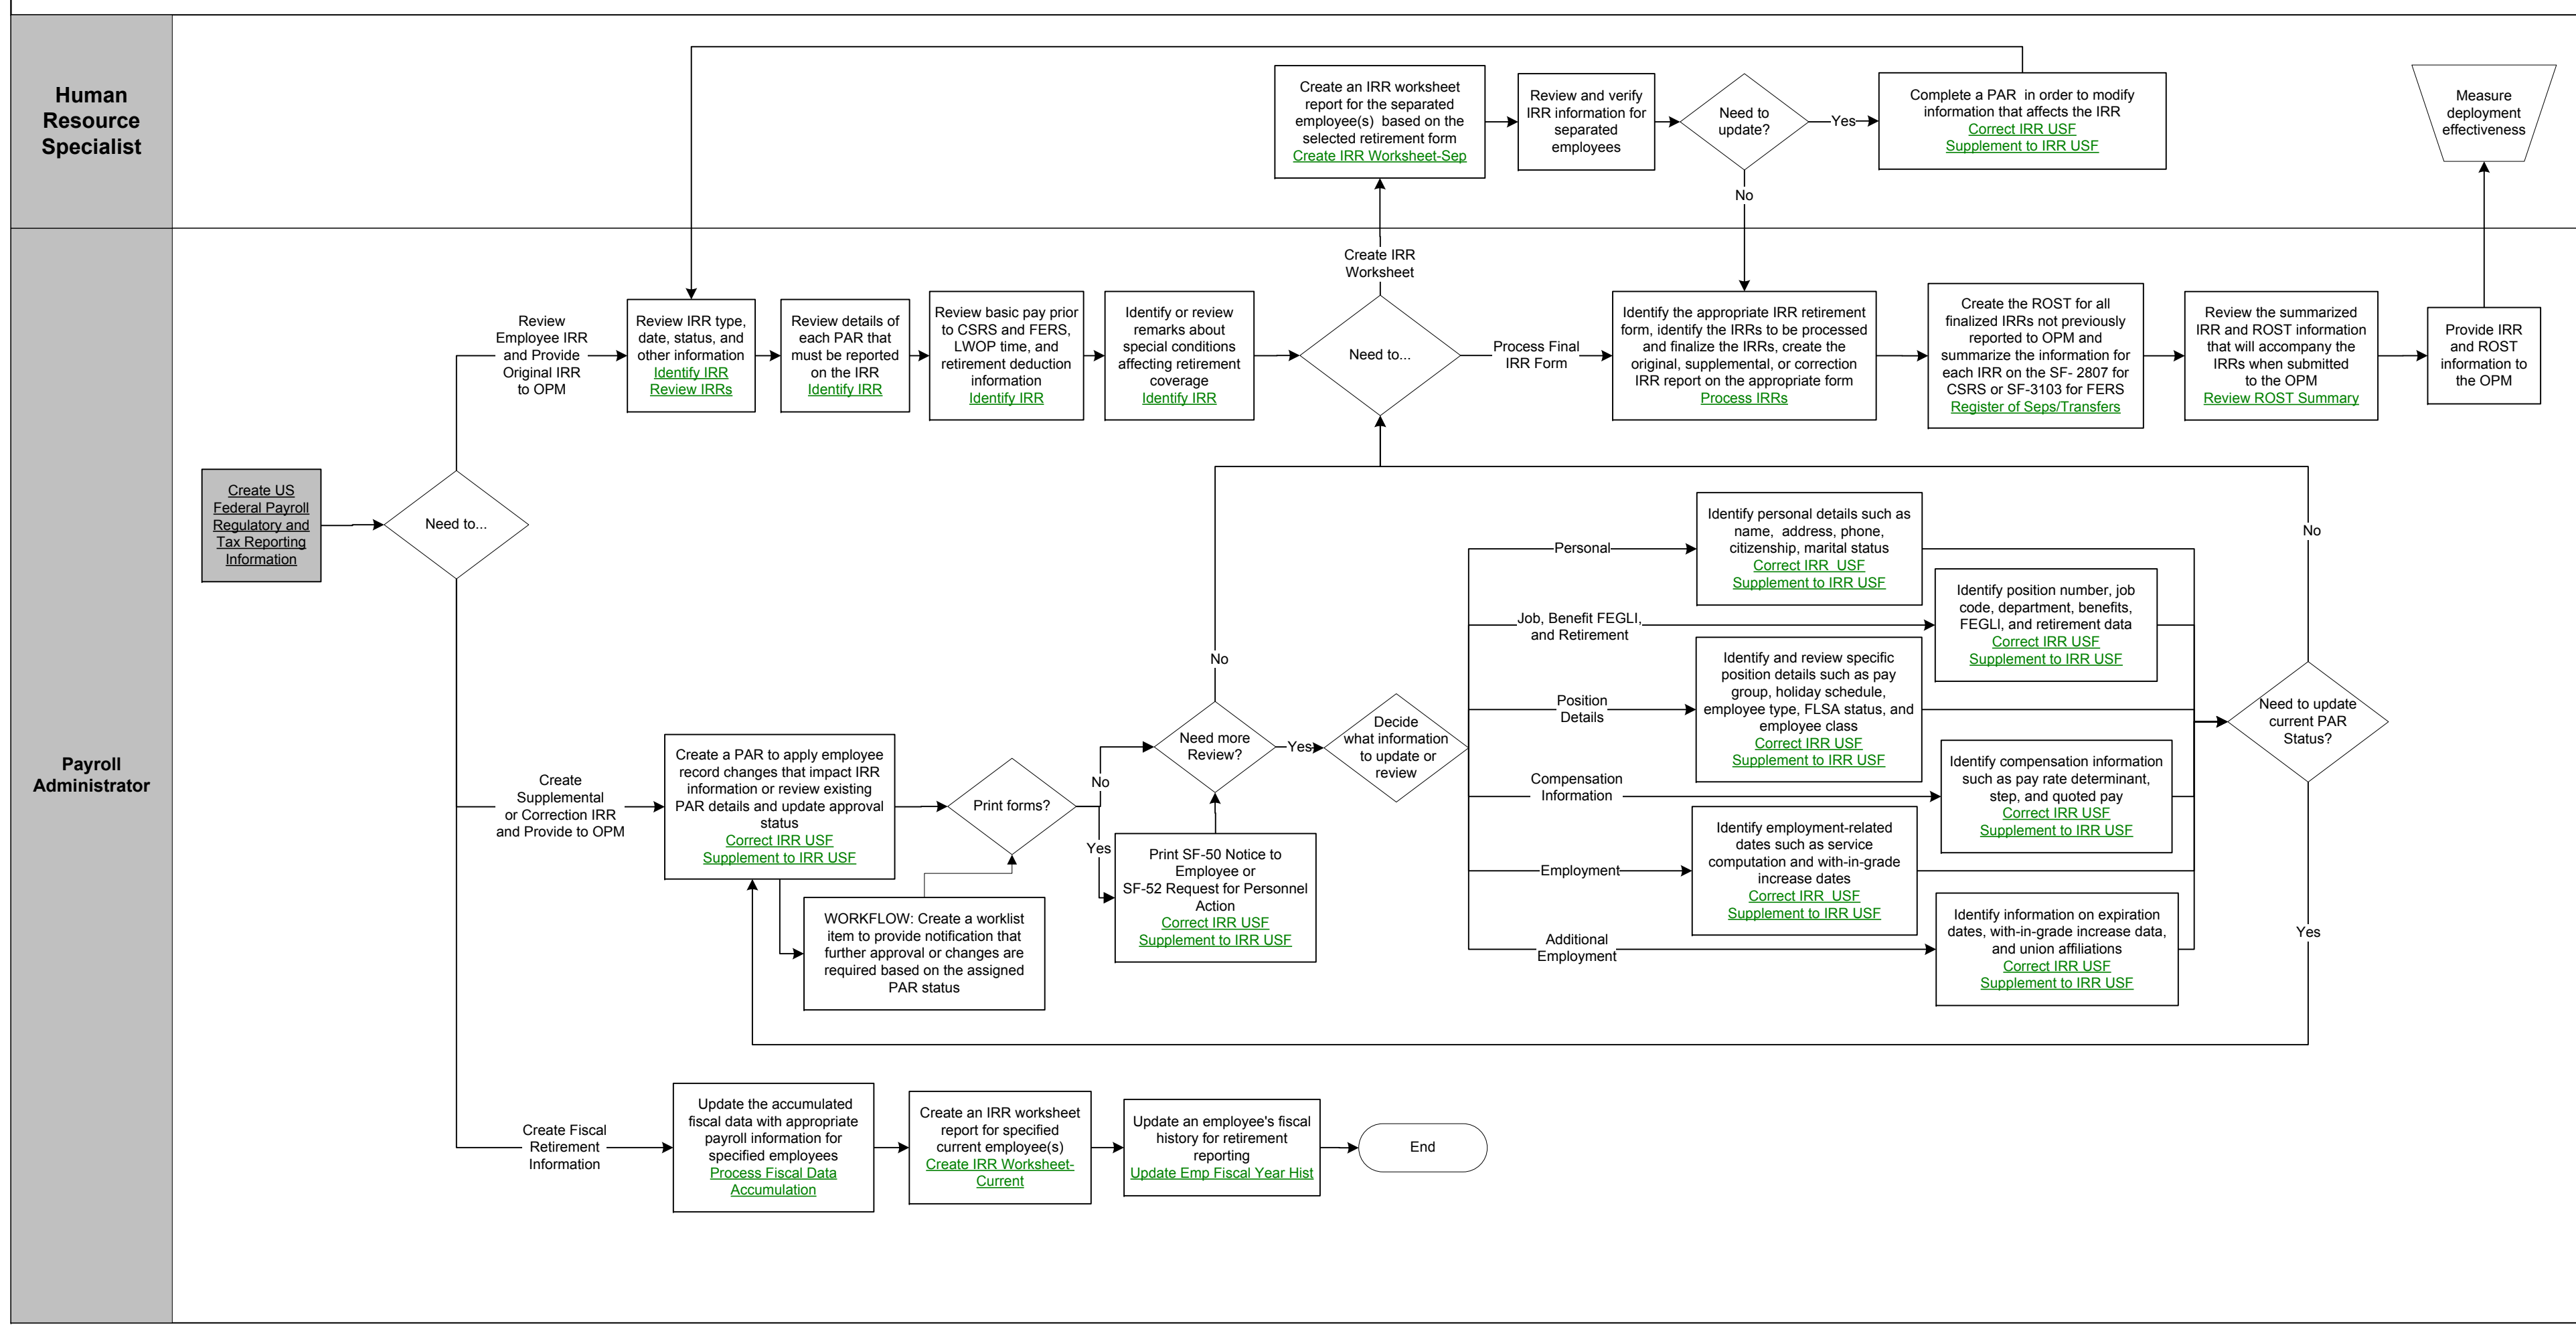 Human
Resource
Specialist
Create an IRR worksheet
report for the separated
employee(s)  based on the
selected retirement form
Create IRR Worksheet-Sep
Review and verify
IRR information for
separated
employees
Need to
update?
Yes
No
Complete a PAR  in order to modify
information that affects the IRR
Correct IRR USF
Supplement to IRR USF
Measure
deployment
effectiveness
Payroll
Administrator
Create US
Federal Payroll
Regulatory and
Tax Reporting
Information
Need to...
Review
Employee IRR
and Provide
Original IRR
to OPM
Review IRR type,
date, status, and
other information
Identify IRR
Review IRRs
Review details of
each PAR that
must be reported
on the IRR
Identify IRR
Review basic pay prior
to CSRS and FERS,
LWOP time, and
retirement deduction
information
Identify IRR
Identify or review
remarks about
special conditions
affecting retirement
coverage
Identify IRR
Create IRR
Worksheet
Need to...
Process Final
IRR Form
Identify the appropriate IRR retirement
form, identify the IRRs to be processed
and finalize the IRRs, create the
original, supplemental, or correction
IRR report on the appropriate form
Process IRRs
Create the ROST for all
finalized IRRs not previously
reported to OPM and
summarize the information for
each IRR on the SF- 2807 for
CSRS or SF-3103 for FERS
Register of Seps/Transfers
Review the summarized
IRR and ROST information
that will accompany the
IRRs when submitted
to the OPM
Review ROST Summary
Provide IRR
and ROST
information to
the OPM
Create
Supplemental
or Correction IRR
and Provide to OPM
Create a PAR to apply employee
record changes that impact IRR
information or review existing
PAR details and update approval
status
Correct IRR USF
Supplement to IRR USF
WORKFLOW: Create a worklist
item to provide notification that
further approval or changes are
required based on the assigned
PAR status
Print forms?
No
Yes
Print SF-50 Notice to
Employee or
SF-52 Request for Personnel
Action
Correct IRR USF
Supplement to IRR USF
Need more
Review?
No
Yes
Decide
what information
to update or
review
Personal
Identify personal details such as
name,  address, phone,
citizenship, marital status
Correct IRR  USF
Supplement to IRR USF
Job, Benefit FEGLI,
and Retirement
Identify position number, job
code, department, benefits,
FEGLI, and retirement data
Correct IRR USF
Supplement to IRR USF
Position
Details
Identify and review specific
position details such as pay
group, holiday schedule,
employee type, FLSA status, and
employee class
Correct IRR USF
Supplement to IRR USF
Compensation
Information
Identify compensation information
such as pay rate determinant,
step, and quoted pay
Correct IRR USF
Supplement to IRR USF
Employment
Identify employment-related
dates such as service
computation and with-in-grade
increase dates
Correct IRR  USF
Supplement to IRR USF
Additional
Employment
Identify information on expiration
dates, with-in-grade increase data,
and union affiliations
Correct IRR USF
Supplement to IRR USF
Need to update
current PAR
Status?
No
Yes
Create Fiscal
Retirement
Information
Update the accumulated
fiscal data with appropriate
payroll information for
specified employees
Process Fiscal Data
Accumulation
Create an IRR worksheet
report for specified
current employee(s)
Create IRR Worksheet-
Current
Update an employee's fiscal
history for retirement
reporting
Update Emp Fiscal Year Hist
End